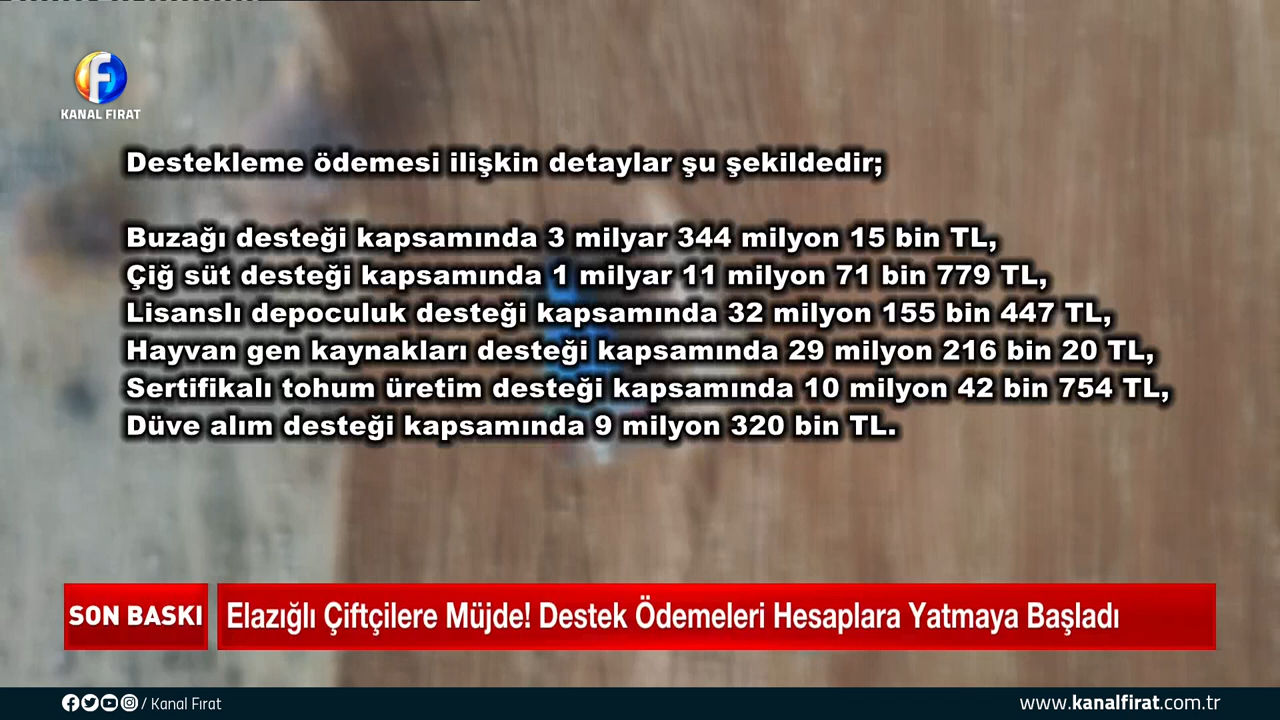 KANAL FIRAT
Destekleme ödemesi ilişkin detaylar şu şekildedir;
Buzağı desteği kapsamında 3 milyar 344 milyon 15 bin TL,
Çiğ süt desteği kapsamında 1 milyar 11 milyon 71 bin 779 TL,
Lisanslı depoculuk desteği kapsamında 32 milyon 155 bin 447 TL,
Hayvan gen kaynakları desteği kapsamında 29 milyon 216 bin 20 TL,
Sertifikalı tohum üretim desteği kapsamında 10 milyon 42 bin 754 TL,
Düve alım desteği kapsamında 9 milyon 320 bin TL.
SON BASKI Elazığlı Çiftçilere Müjde! Destek Ödemeleri Hesaplara Yatmaya Başladı
/ Kanal Fırat www.kanalfirat.com.tr